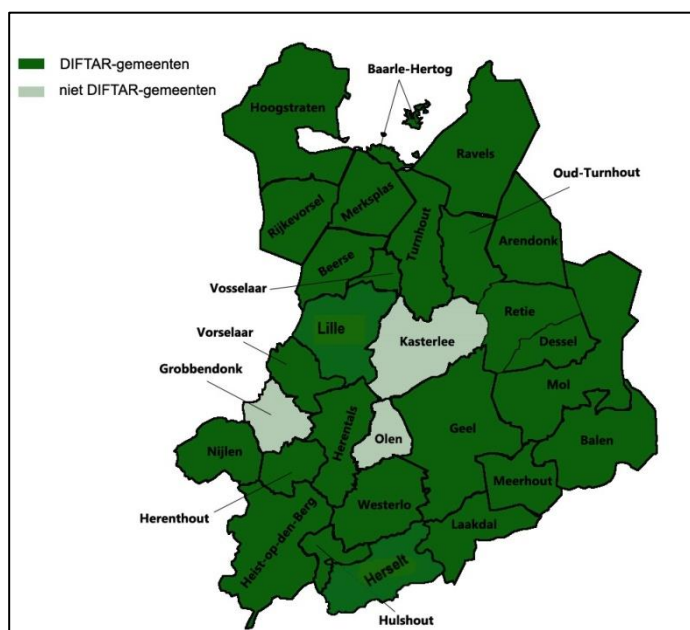 DIFTAR-gemeenten
niet DIFTAR-gemeenten
Baarle-Hertog
Hoogstraten
Ravels
Oud-Turnhout
Rijkevorsel
Merksplas
Turnhout
Arendonk
Beerse
Vosselaar
Lille
Retie
Kasterlee
Dessel
Vorselaar
Grobbendonk
Mol
Herentals
Olen
Geel
Balen
Nijlen
Meerhout
Herenthout
Westerlo
Laakdal
Heist-op-den-Berg
Herselt
Hulshout